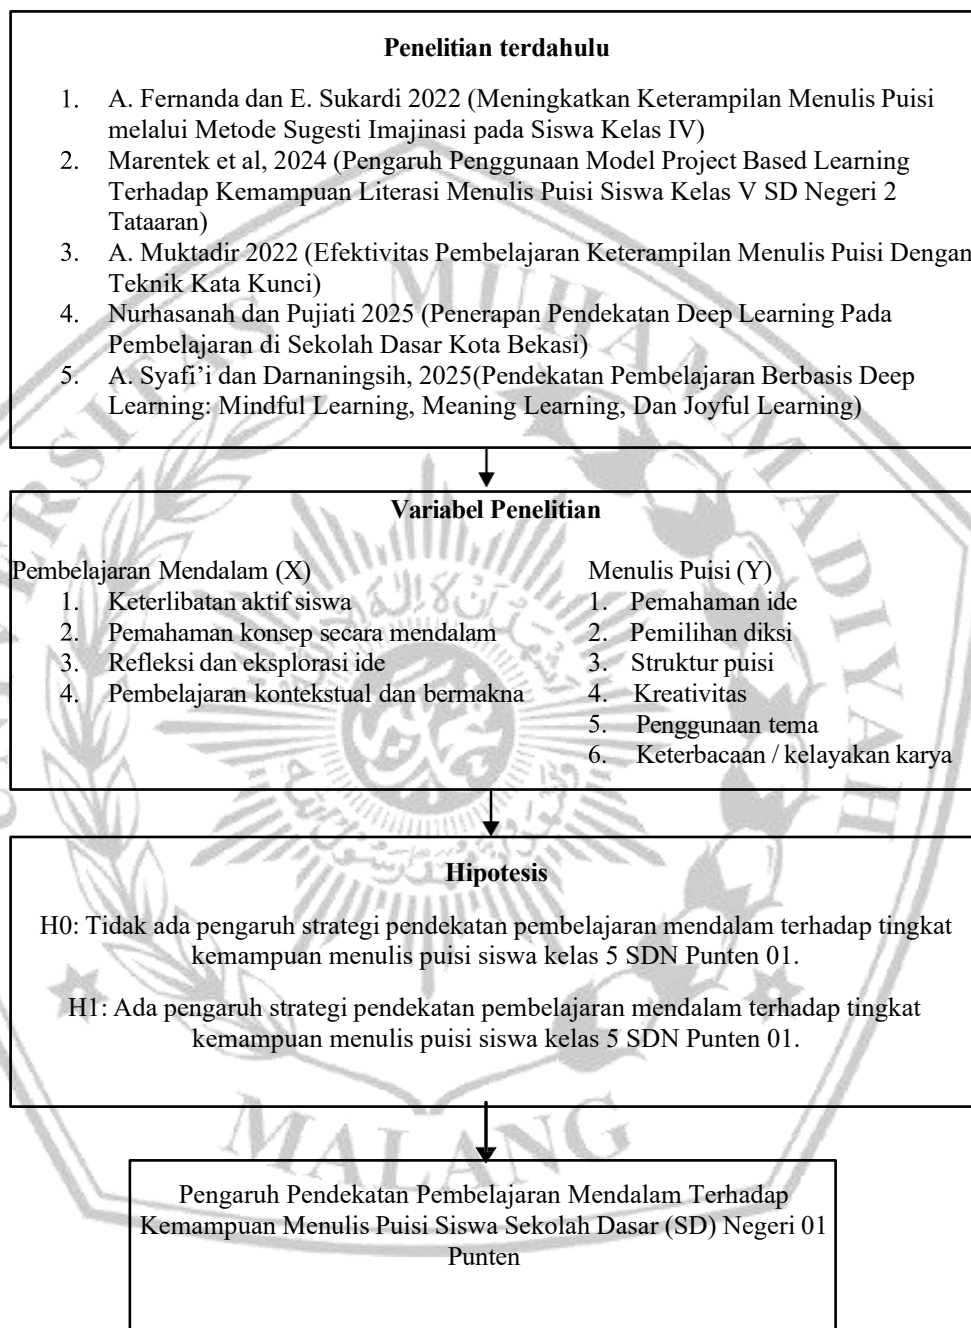 Penelitian terdahulu
1. A. Fernanda dan E. Sukardi 2022 (Meningkatkan Keterampilan Menulis Puisi
melalui Metode Sugesti Imajinasi pada Siswa Kelas IV)
2. Marentek et al, 2024 (Pengaruh Penggunaan Model Project Based Learning
Terhadap Kemampuan Literasi Menulis Puisi Siswa Kelas V SD Negeri 2
Tataaran)
3. A. Muktadir 2022 (Efektivitas Pembelajaran Keterampilan Menulis Puisi Dengan
Teknik Kata Kunci)
4. Nurhasanah dan Pujiati 2025 (Penerapan Pendekatan Deep Learning Pada
Pembelajaran di Sekolah Dasar Kota Bekasi)
5. A. Syafi’i dan Darnaningsih, 2025(Pendekatan Pembelajaran Berbasis Deep
Learning: Mindful Learning, Meaning Learning, Dan Joyful Learning)
Variabel Penelitian
Pembelajaran Mendalam (X)
1. Keterlibatan aktif siswa
2. Pemahaman konsep secara mendalam
3. Refleksi dan eksplorasi ide
4. Pembelajaran kontekstual dan bermakna
Menulis Puisi (Y)
1. Pemahaman ide
2. Pemilihan diksi
3. Struktur puisi
4. Kreativitas
5. Penggunaan tema
6. Keterbacaan / kelayakan karya
Hipotesis
H0: Tidak ada pengaruh strategi pendekatan pembelajaran mendalam terhadap tingkat
kemampuan menulis puisi siswa kelas 5 SDN Punten 01.
H1: Ada pengaruh strategi pendekatan pembelajaran mendalam terhadap tingkat
kemampuan menulis puisi siswa kelas 5 SDN Punten 01.
Pengaruh Pendekatan Pembelajaran Mendalam Terhadap
Kemampuan Menulis Puisi Siswa Sekolah Dasar (SD) Negeri 01
Punten
MUHAMMADIYAH
MALANG